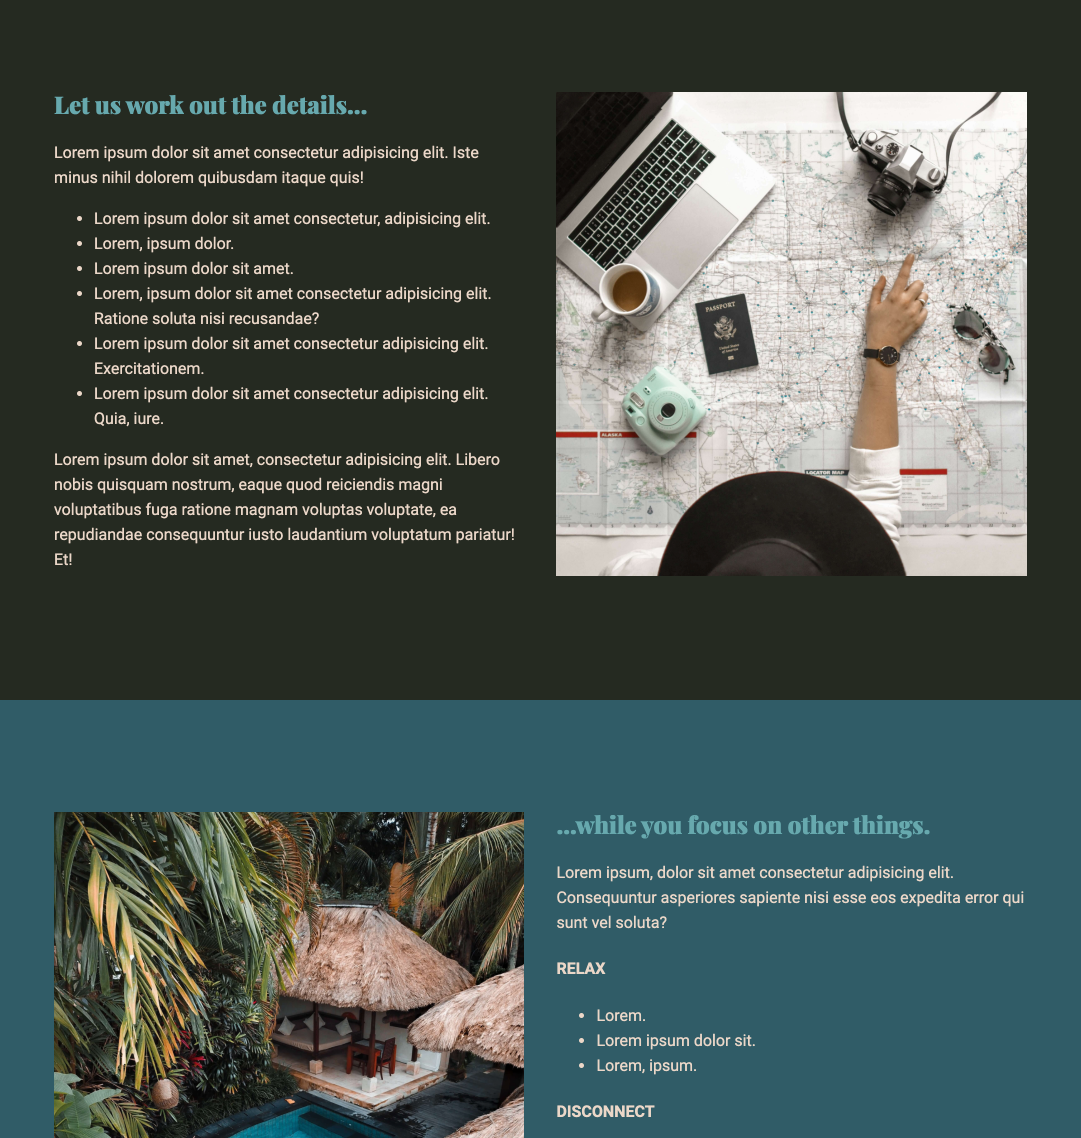 Let us work out the details...
Lorem ipsum dolor sit amet consectetur adipisicing elit. Iste
minus nihil dolorem quibusdam itaque quis!
• Lorem ipsum dolor sit amet consectetur, adipisicing elit.
• Lorem, ipsum dolor.
• Lorem ipsum dolor sit amet.
• Lorem, ipsum dolor sit amet consectetur adipisicing elit.
Ratione soluta nisi recusandae?
• Lorem ipsum dolor sit amet consectetur adipisicing elit.
Exercitationem.
• Lorem ipsum dolor sit amet consectetur adipisicing elit.
Quia, iure.
Lorem ipsum dolor sit amet, consectetur adipisicing elit. Libero
nobis quisquam nostrum, eaque quod reiciendis magni
voluptatibus fuga ratione magnam voluptas voluptate, ea
repudiandae consequuntur iusto laudantium voluptatum pariatur!
Et!
PASSPORT
United States
of America
ALASKA
LOCATOR MAP
...while you focus on other things.
Lorem ipsum, dolor sit amet consectetur adipisicing elit.
Consequuntur asperiores sapiente nisi esse eos expedita error qui
sunt vel soluta?
RELAX
• Lorem.
• Lorem ipsum dolor sit.
• Lorem, ipsum.
DISCONNECT